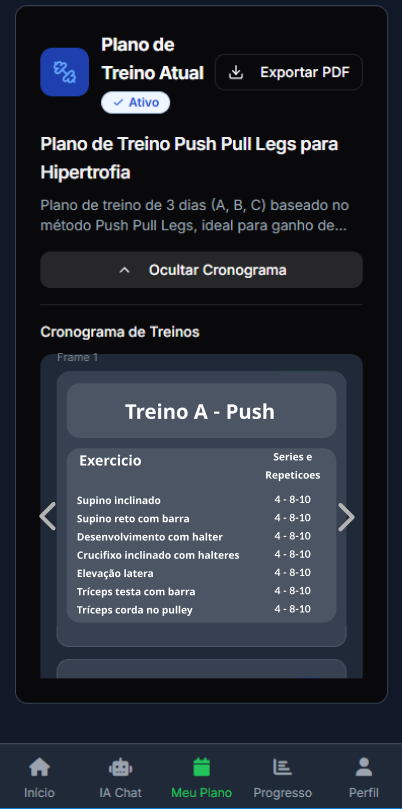 Plano de
Treino Atual
Exportar PDF
Ativo
Plano de Treino Push Pull Legs para
Hipertrofia
Plano de treino de 3 dias (A, B, C) baseado no
método Push Pull Legs, ideal para ganho de...
Ocultar Cronograma
Cronograma de Treinos
Frame 1
Treino A - Push
Exercicio
Series e
Repeticoes
Supino inclinado 4 - 8-10
Supino reto com barra 4 - 8-10
Desenvolvimento com halter 4 - 8-10
Crucifixo inclinado com halteres 4 - 8-10
Elevação latera 4 - 8-10
Tríceps testa com barra 4 - 8-10
Tríceps corda no pulley 4 - 8-10
Início IA Chat Meu Plano Progresso Perfil